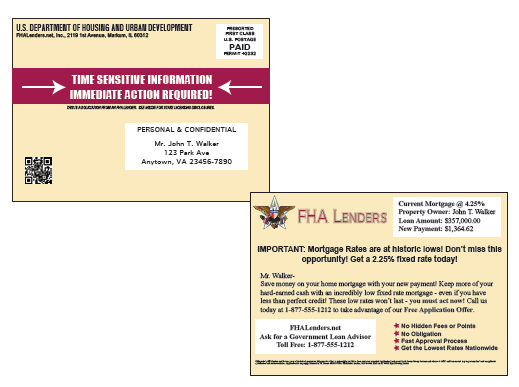 U.S. DEPARTMENT OF HOUSING AND URBAN DEVELOPMENT
FHALenders.net, Inc., 2119 1st Avenue, Markum, IL 60312
PRESORTED
FIRST CLASS
U.S. POSTAGE
PAID
PERMIT 42292
TIME SENSITIVE INFORMATION
IMMEDIATE ACTION REQUIRED!
PERSONAL & CONFIDENTIAL
Mr. John T. Walker
123 Park Ave
Anytown, VA 23456-7890
FHA LENDERS
Current Mortgage @ 4.25%
Property Owner: John T. Walker
Loan Amount: $357,000.00
New Payment: $1,364.62
IMPORTANT: Mortgage Rates are at historic lows! Don't miss this
opportunity! Get a 2.25% fixed rate today!
Mr. Walker-
Save money on your home mortgage with your new payment! Keep more of your
hard-earned cash with an incredibly low fixed rate mortgage - even if you have
less than perfect credit! These low rates won't last - you must act now! Call us
today at 1-877-555-1212 to take advantage of our Free Application Offer.
FHALenders.net
Ask for a Government Loan Advisor
Toll Free: 1-877-555-1212
No Hidden Fees or Points
No Obligation
Fast Approval Process
Get the Lowest Rates Nationwide